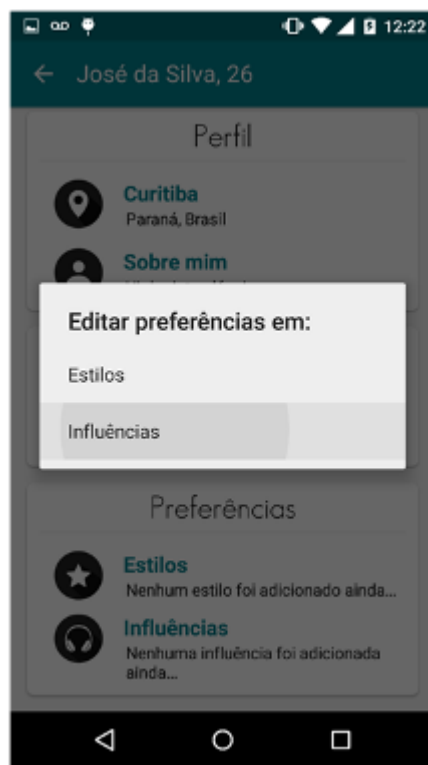 12:22
José da Silva, 26
Perfil
Curitiba
Paraná, Brasil
Sobre mim
Editar preferências em:
Estilos
Influências
Preferências
Estilos
Nenhum estilo foi adicionado ainda...
Influências
Nenhuma influência foi adicionada
ainda...